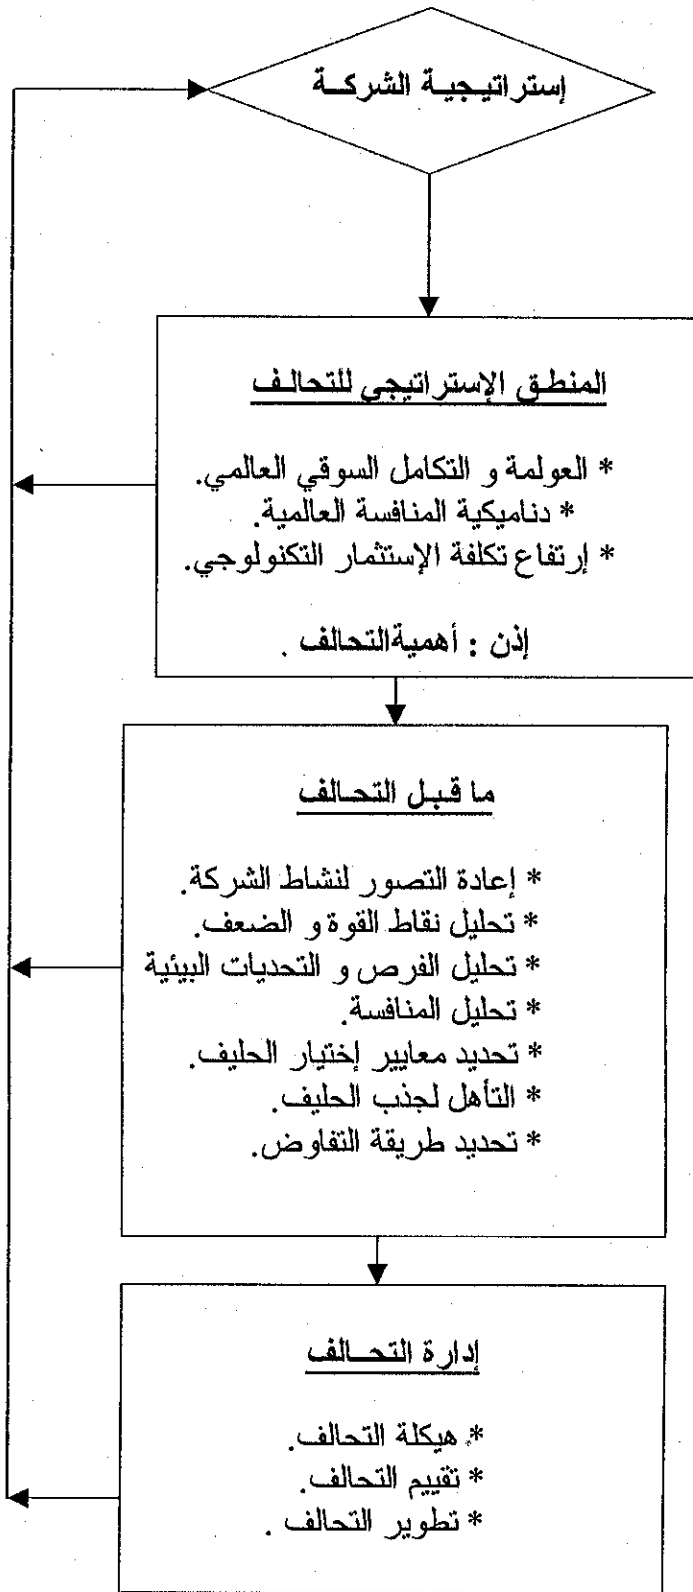 إستراتيجية الشركة
المنطق الإستراتيجي للتحالف
* العولمة و التكامل السوقي العالمي.
* دناميكية المنافسة العالمية.
* إرتفاع تكلفة الإستثمار التكنولوجي.
إذن : أهمية التحالف .
ما قبل التحالف
* إعادة التصور لنشاط الشركة.
* تحليل نقاط القوة و الضعف.
* تحليل الفرص و التحديات البيئية
* تحليل المنافسة.
* تحديد معايير إختيار الحليف.
* التأهل لجذب الحليف.
* تحديد طريقة التفاوض.
إدارة التحالف
* هيكلة التحالف.
* تقييم التحالف.
* تطوير التحالف .